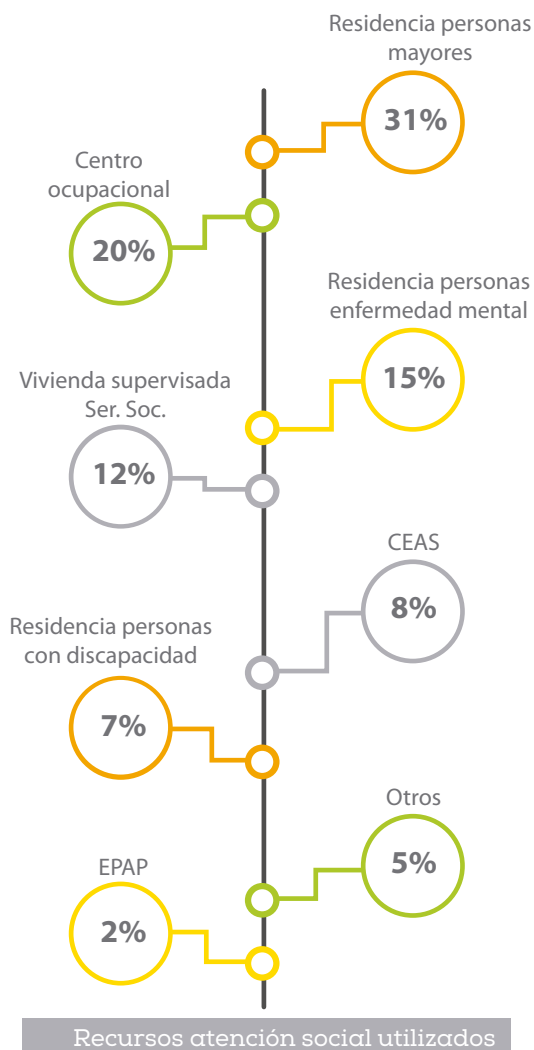 Residencia personas
mayores
31%
Centro
ocupacional
20%
Residencia personas
enfermedad mental
15%
Vivienda supervisada
Ser. Soc.
12%
CEAS
8%
Residencia personas
con discapacidad
7%
Otros
5%
EPAP
2%
Recursos atención social utilizados